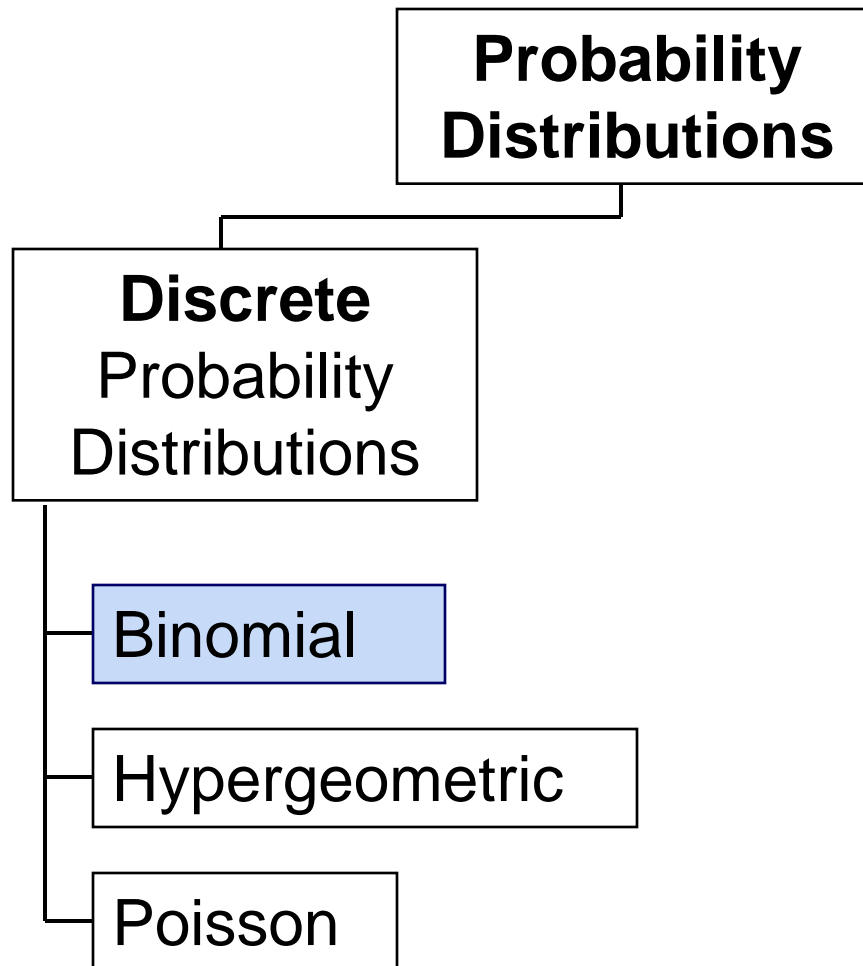 Probability
Distributions
Discrete
Probability
Distributions
Binomial
Hypergeometric
Poisson